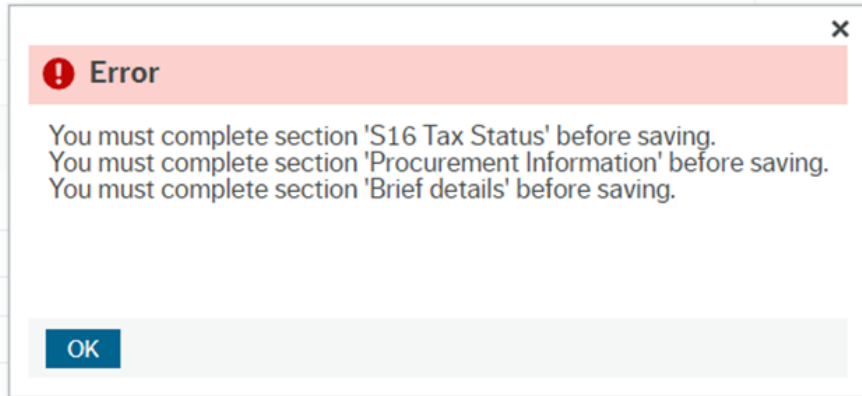 Error
You must complete section 'S16 Tax Status' before saving.
You must complete section 'Procurement Information' before saving.
You must complete section 'Brief details' before saving.
OK